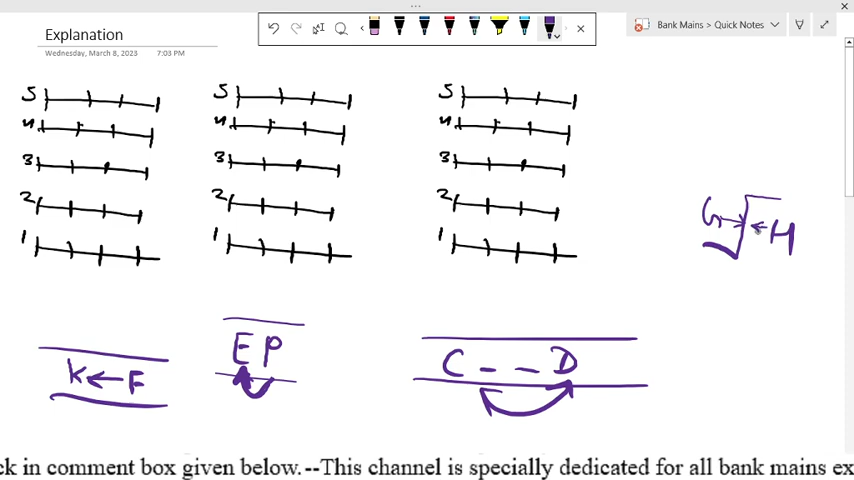 Bank Mains > Quick Notes
Explanation
Wednesday, March 8, 2023 7:03 PM
5 5 5
4 4 4
3 3 3
2 2 2
1 1 1
G → ← H
K ← F
E P
C _ _ D
ck in comment box given below.--This channel is specially dedicated for all bank mains ex